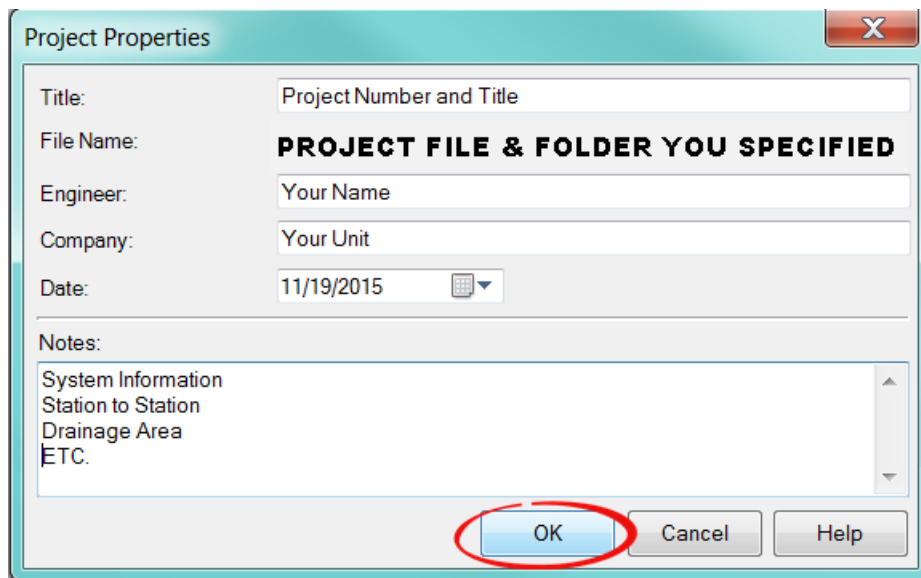 Project Properties
X
Title: Project Number and Title
File Name: PROJECT FILE & FOLDER YOU SPECIFIED
Engineer: Your Name
Company: Your Unit
Date: 11/19/2015
Notes:
System Information
Station to Station
Drainage Area
ETC.
OK Cancel Help